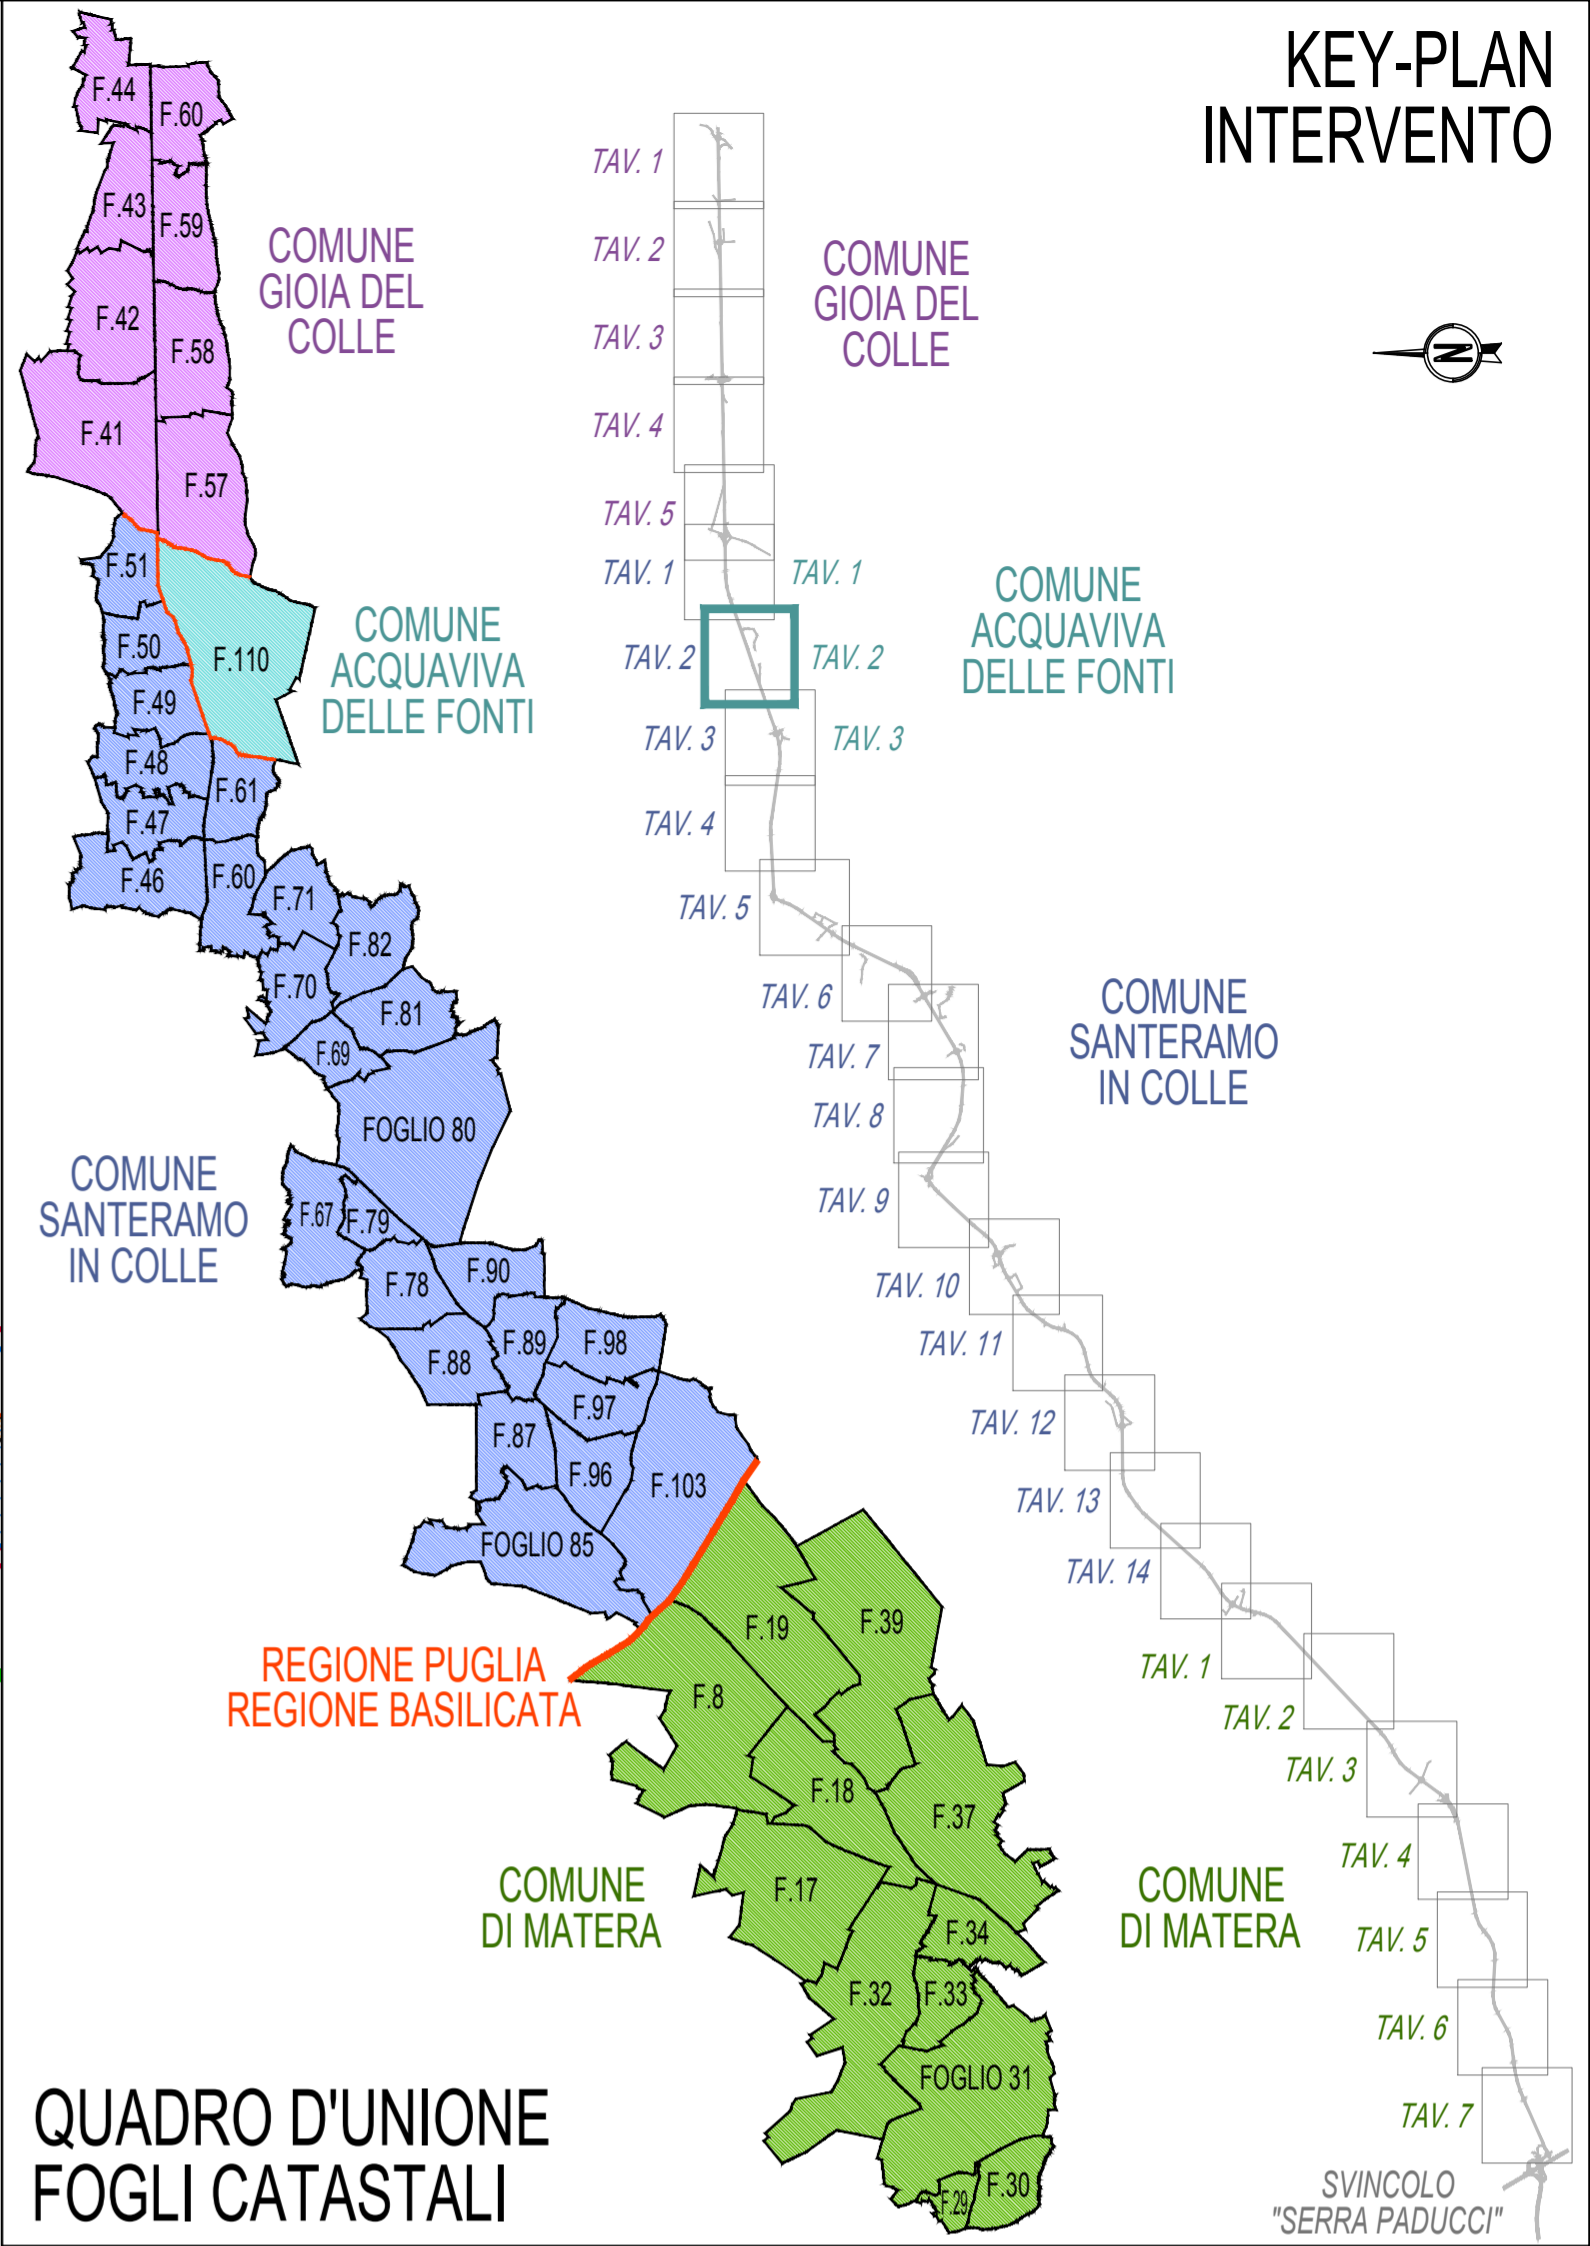 KEY-PLAN
INTERVENTO
F.44
F.60
F.43
F.59
F.42
F.58
F.41
F.57
COMUNE
GIOIA DEL
COLLE
F.51
F.50
F.110
F.49
F.48
F.61
F.47
F.46
F.60
COMUNE
ACQUAVIVA
DELLE FONTI
F.71
F.82
F.70
F.81
F.69
FOGLIO 80
F.67
F.79
F.78
F.90
F.89
F.98
F.88
F.97
F.87
F.96
F.103
FOGLIO 85
COMUNE
SANTERAMO
IN COLLE
REGIONE PUGLIA
REGIONE BASILICATA
F.19
F.39
F.8
F.18
F.37
F.17
F.34
F.32
F.33
FOGLIO 31
F.30
F.29
COMUNE
DI MATERA
TAV. 1
TAV. 2
TAV. 3
TAV. 4
TAV. 5
COMUNE
GIOIA DEL
COLLE
N
TAV. 1
TAV. 1
TAV. 2
TAV. 2
TAV. 3
TAV. 3
COMUNE
ACQUAVIVA
DELLE FONTI
TAV. 4
TAV. 5
TAV. 6
TAV. 7
TAV. 8
TAV. 9
TAV. 10
TAV. 11
TAV. 12
TAV. 13
TAV. 14
COMUNE
SANTERAMO
IN COLLE
TAV. 1
TAV. 2
TAV. 3
TAV. 4
TAV. 5
TAV. 6
TAV. 7
COMUNE
DI MATERA
SVINCOLO
"SERRA PADUCCI"
QUADRO D'UNIONE
FOGLI CATASTALI